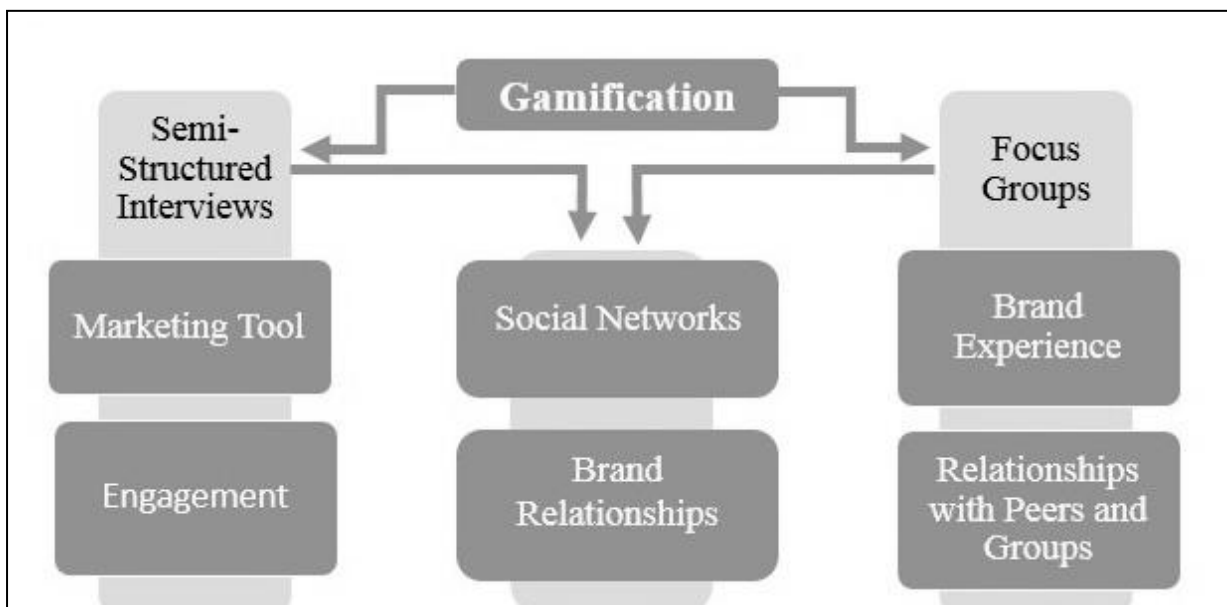 Gamification
Semi-
Structured
Interviews
Focus
Groups
Marketing Tool
Social Networks
Brand
Experience
Engagement
Brand
Relationships
Relationships
with Peers and
Groups